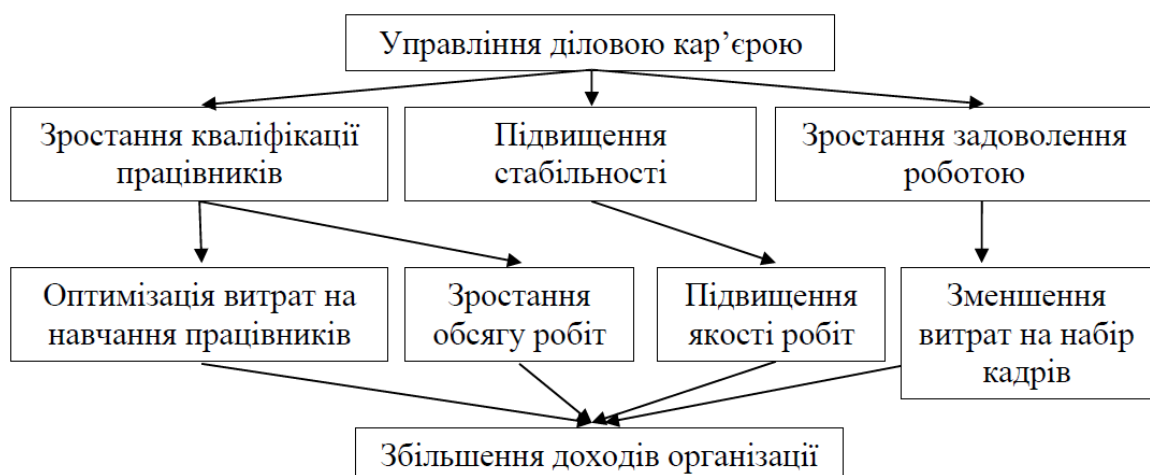 Управління діловою кар’єрою
Зростання кваліфікації
працівників
Підвищення
стабільності
Зростання задоволення
роботою
Оптимізація витрат на
навчання працівників
Зростання
обсягу робіт
Підвищення
якості робіт
Зменшення
витрат на набір
кадрів
Збільшення доходів організації